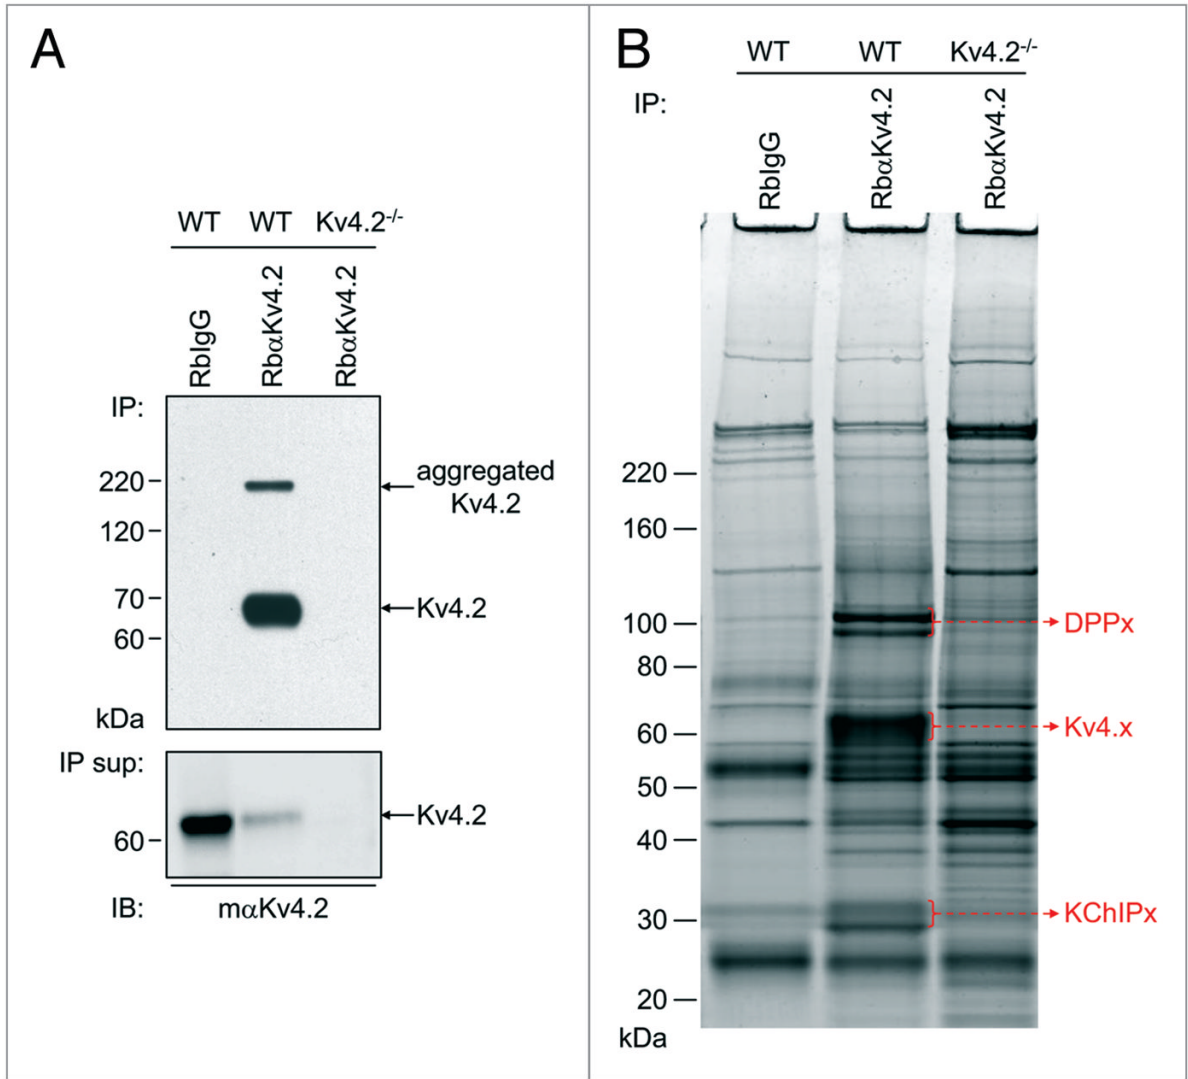 A
WT WT Kv4.2-/-
RbIgG
RbαKv4.2
RbαKv4.2
IP:
220
aggregated
Kv4.2
120
70
Kv4.2
60
kDa
IP sup:
Kv4.2
60
IB: mαKv4.2
B
WT WT Kv4.2-/-
IP:
RbIgG
RbαKv4.2
RbαKv4.2
220
160
100
DPPx
80
60
Kv4.x
50
40
30
KChIPx
20
kDa